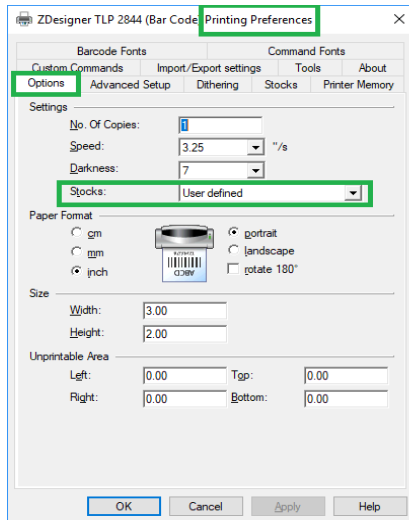 ZDesigner TLP 2844 (Bar Code Printing Preferences
Barcode Fonts Command Fonts
Custom Commands Import/Export settings Tools About
Options Advanced Setup Dithering Stocks Printer Memory
Settings
No. Of Copies: 1
Speed: 3.25 "/s
Darkness: 7
Stocks: User defined
Paper Format
cm portrait
mm landscape
inch ABCD rotate 180°
Size
Width: 3.00
Height: 2.00
Unprintable Area
Left: 0.00 Top: 0.00
Right: 0.00 Bottom: 0.00
OK Cancel Apply Help